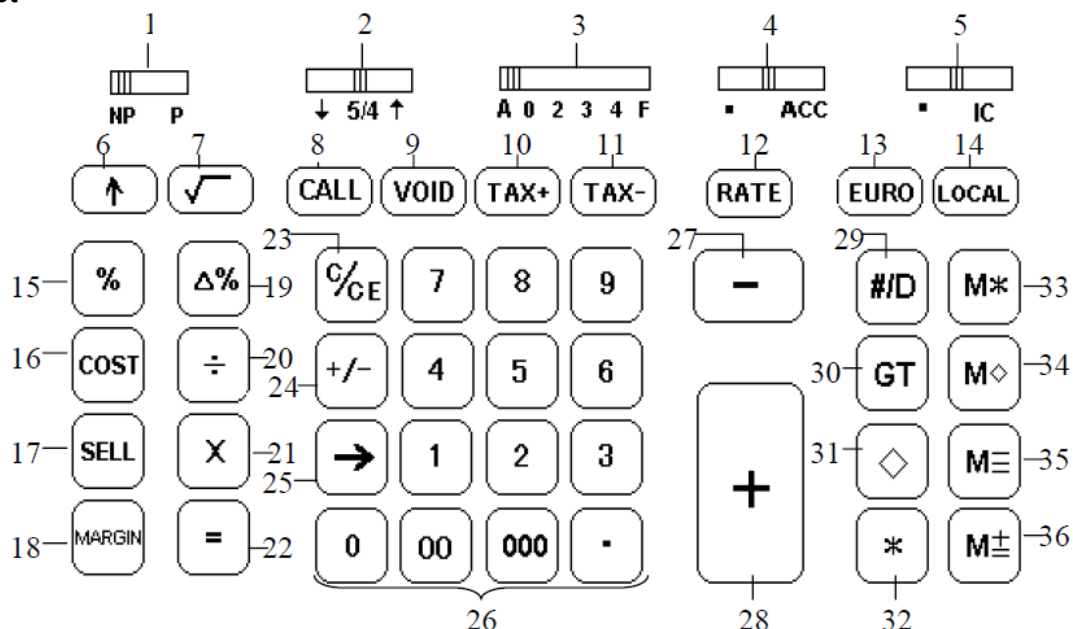 1 2 3 4 5
NP P ↓ 5/4 ↑ A 0 2 3 4 F ▪ ACC ▪ IC
6 7 8 9 10 11 12 13 14
↑ √ CALL VOID TAX+ TAX- RATE EURO LOCAL
23 27 29
15 % Δ% 19 C/CE 7 8 9 − #/D M* 33
16 COST ÷ 20 24 +/- 4 5 6 30 GT M◇ 34
17 SELL X 21 25 → 1 2 3 + 31 ◇ M= 35
18 MARGIN = 22 0 00 000 . * M± 36
26 28 32